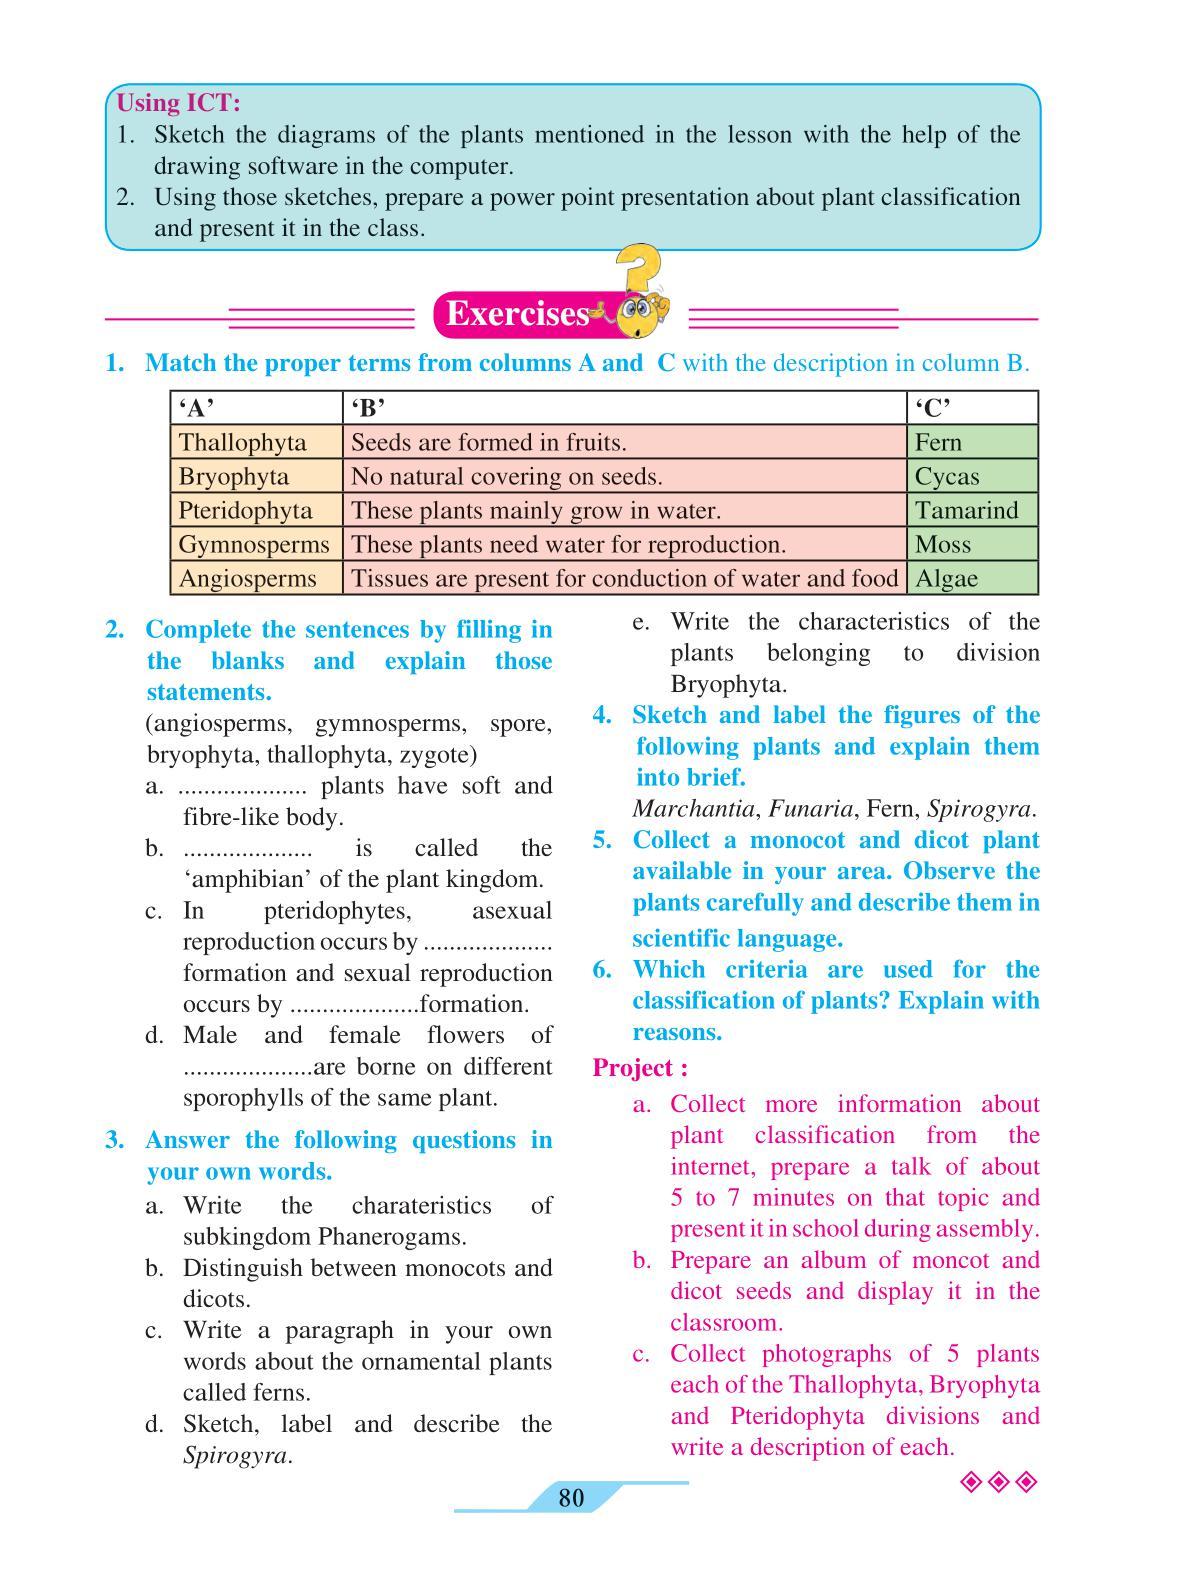 Using ICT:
1. Sketch the diagrams of the plants mentioned in the lesson with the help of the
drawing software in the computer.
2. Using those sketches, prepare a power point presentation about plant classification
and present it in the class.
Exercises
1. Match the proper terms from columns A and C with the description in column B.
‘A’ ‘B’ ‘C’
Thallophyta Seeds are formed in fruits. Fern
Bryophyta No natural covering on seeds. Cycas
Pteridophyta These plants mainly grow in water. Tamarind
Gymnosperms These plants need water for reproduction. Moss
Angiosperms Tissues are present for conduction of water and food Algae
2. Complete the sentences by filling in
the blanks and explain those
statements.
(angiosperms, gymnosperms, spore,
bryophyta, thallophyta, zygote)
a. .................... plants have soft and
fibre-like body.
b. .................... is called the
‘amphibian’ of the plant kingdom.
c. In pteridophytes, asexual
reproduction occurs by ....................
formation and sexual reproduction
occurs by ....................formation.
d. Male and female flowers of
....................are borne on different
sporophylls of the same plant.
3. Answer the following questions in
your own words.
a. Write the charateristics of
subkingdom Phanerogams.
b. Distinguish between monocots and
dicots.
c. Write a paragraph in your own
words about the ornamental plants
called ferns.
d. Sketch, label and describe the
Spirogyra.
e. Write the characteristics of the
plants belonging to division
Bryophyta.
4. Sketch and label the figures of the
following plants and explain them
into brief.
Marchantia, Funaria, Fern, Spirogyra.
5. Collect a monocot and dicot plant
available in your area. Observe the
plants carefully and describe them in
scientific language.
6. Which criteria are used for the
classification of plants? Explain with
reasons.
Project :
a. Collect more information about
plant classification from the
internet, prepare a talk of about
5 to 7 minutes on that topic and
present it in school during assembly.
b. Prepare an album of moncot and
dicot seeds and display it in the
classroom.
c. Collect photographs of 5 plants
each of the Thallophyta, Bryophyta
and Pteridophyta divisions and
write a description of each.
80